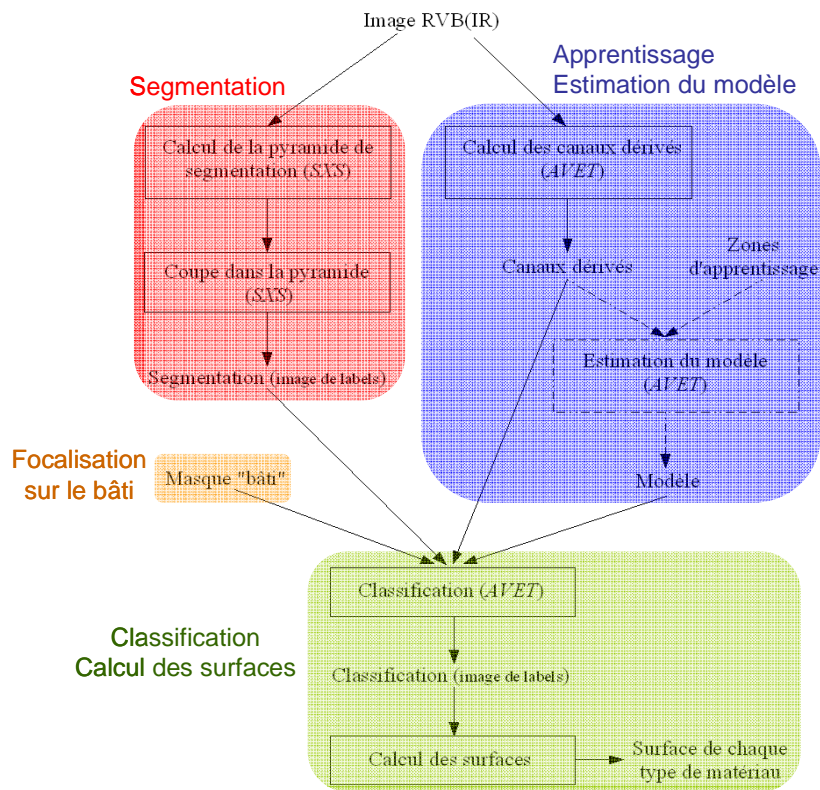 Image RVB(IR)
Segmentation
Apprentissage
Estimation du modèle
Calcul de la pyramide de
segmentation (SXS)
Calcul des canaux dérivés
(AVET)
Coupe dans la pyramide
(SXS)
Canaux dérivés
Zones
d'apprentissage
Segmentation (image de labels)
Estimation du modèle
(AVET)
Focalisation
sur le bâti
Masque "bâti"
Modèle
Classification (AVET)
Classification
Calcul des surfaces
Classification (image de labels)
Calcul des surfaces
Surface de chaque
type de matériau